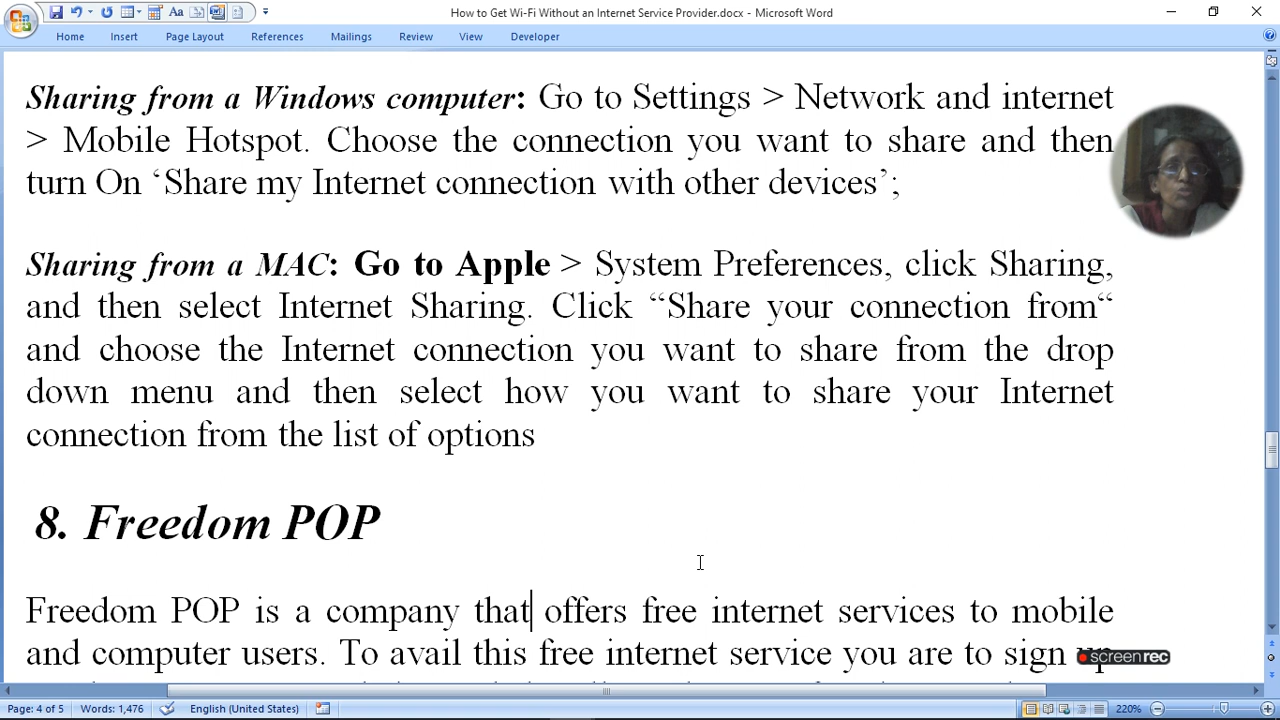 How to Get Wi-Fi Without an Internet Service Provider.docx - Microsoft Word
Home Insert Page Layout References Mailings Review View Developer
Sharing from a Windows computer: Go to Settings > Network and internet
> Mobile Hotspot. Choose the connection you want to share and then
turn On ‘Share my Internet connection with other devices’;
Sharing from a MAC: Go to Apple > System Preferences, click Sharing,
and then select Internet Sharing. Click “Share your connection from“
and choose the Internet connection you want to share from the drop
down menu and then select how you want to share your Internet
connection from the list of options
8. Freedom POP
Freedom POP is a company that offers free internet services to mobile
and computer users. To avail this free internet service you are to sign up
screenrec
Page: 4 of 5 Words: 1,476 English (United States) 220%